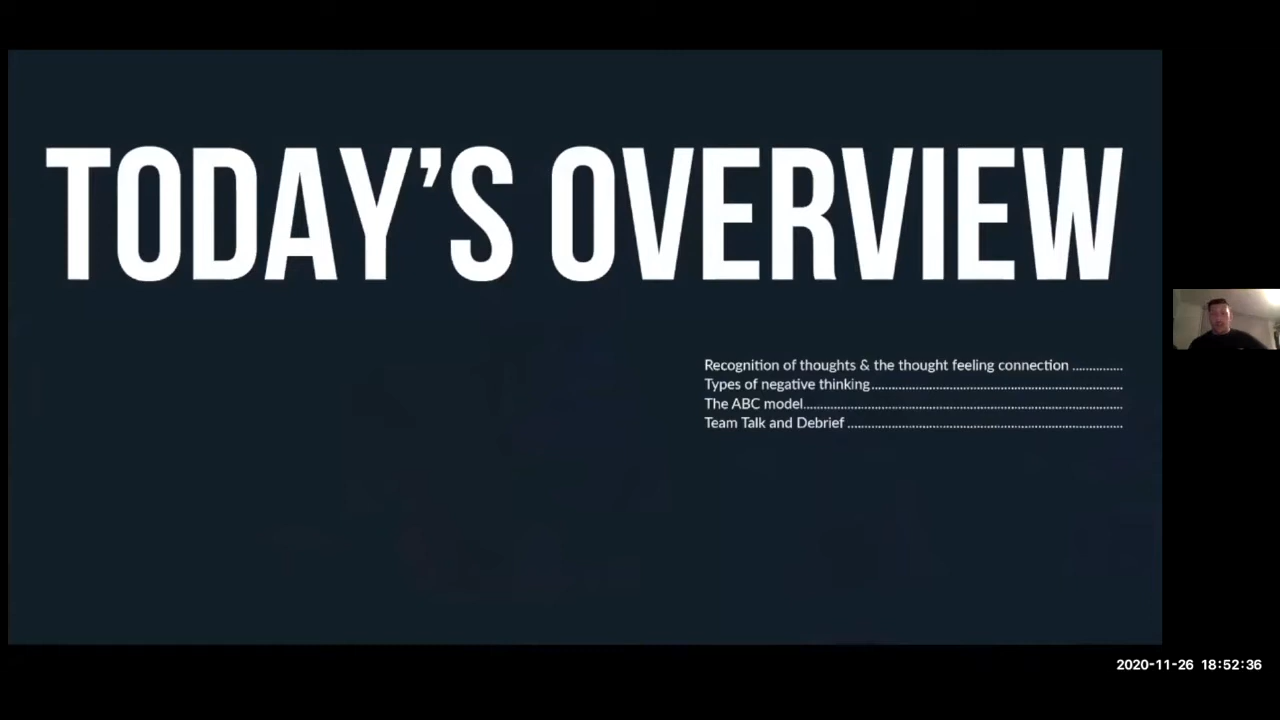 TODAY’S OVERVIEW
Recognition of thoughts & the thought feeling connection ..............
Types of negative thinking..............................................................................
The ABC model.................................................................................................
Team Talk and Debrief .....................................................................................
2020-11-26 18:52:36